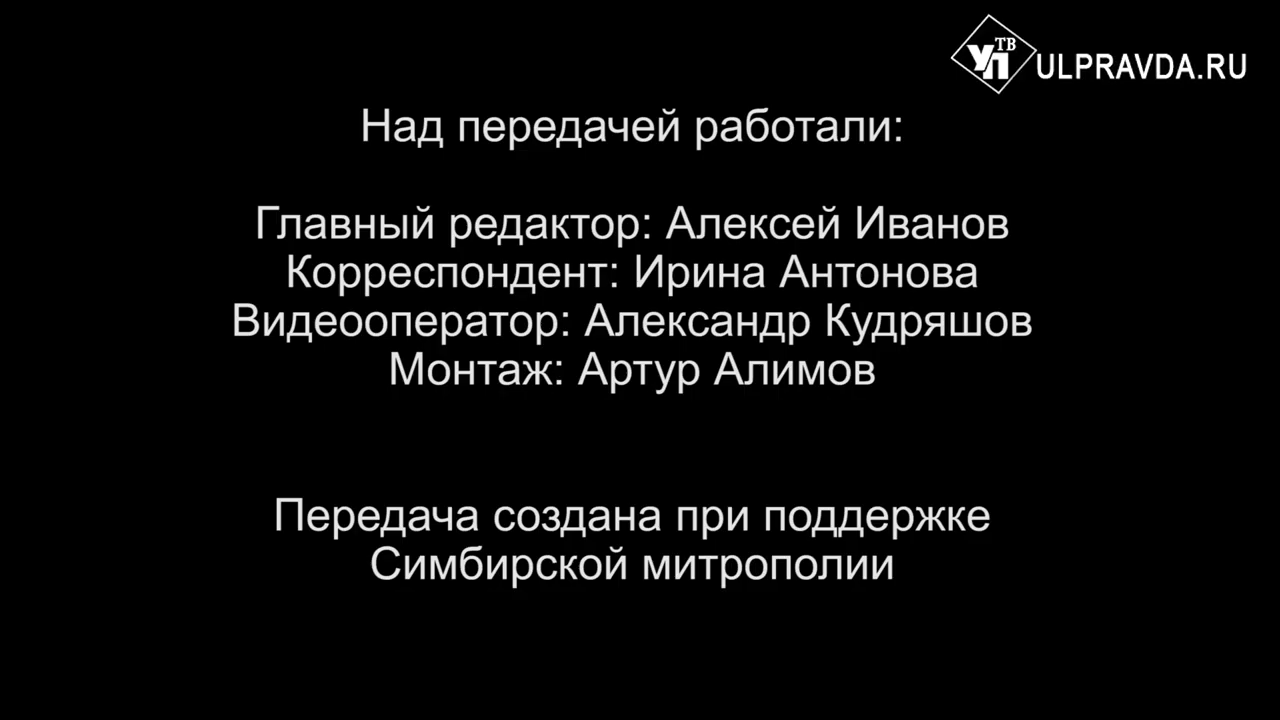 УП ТВ ULPRAVDA.RU
Над передачей работали:
Главный редактор: Алексей Иванов
Корреспондент: Ирина Антонова
Видеооператор: Александр Кудряшов
Монтаж: Артур Алимов
Передача создана при поддержке
Симбирской митрополии